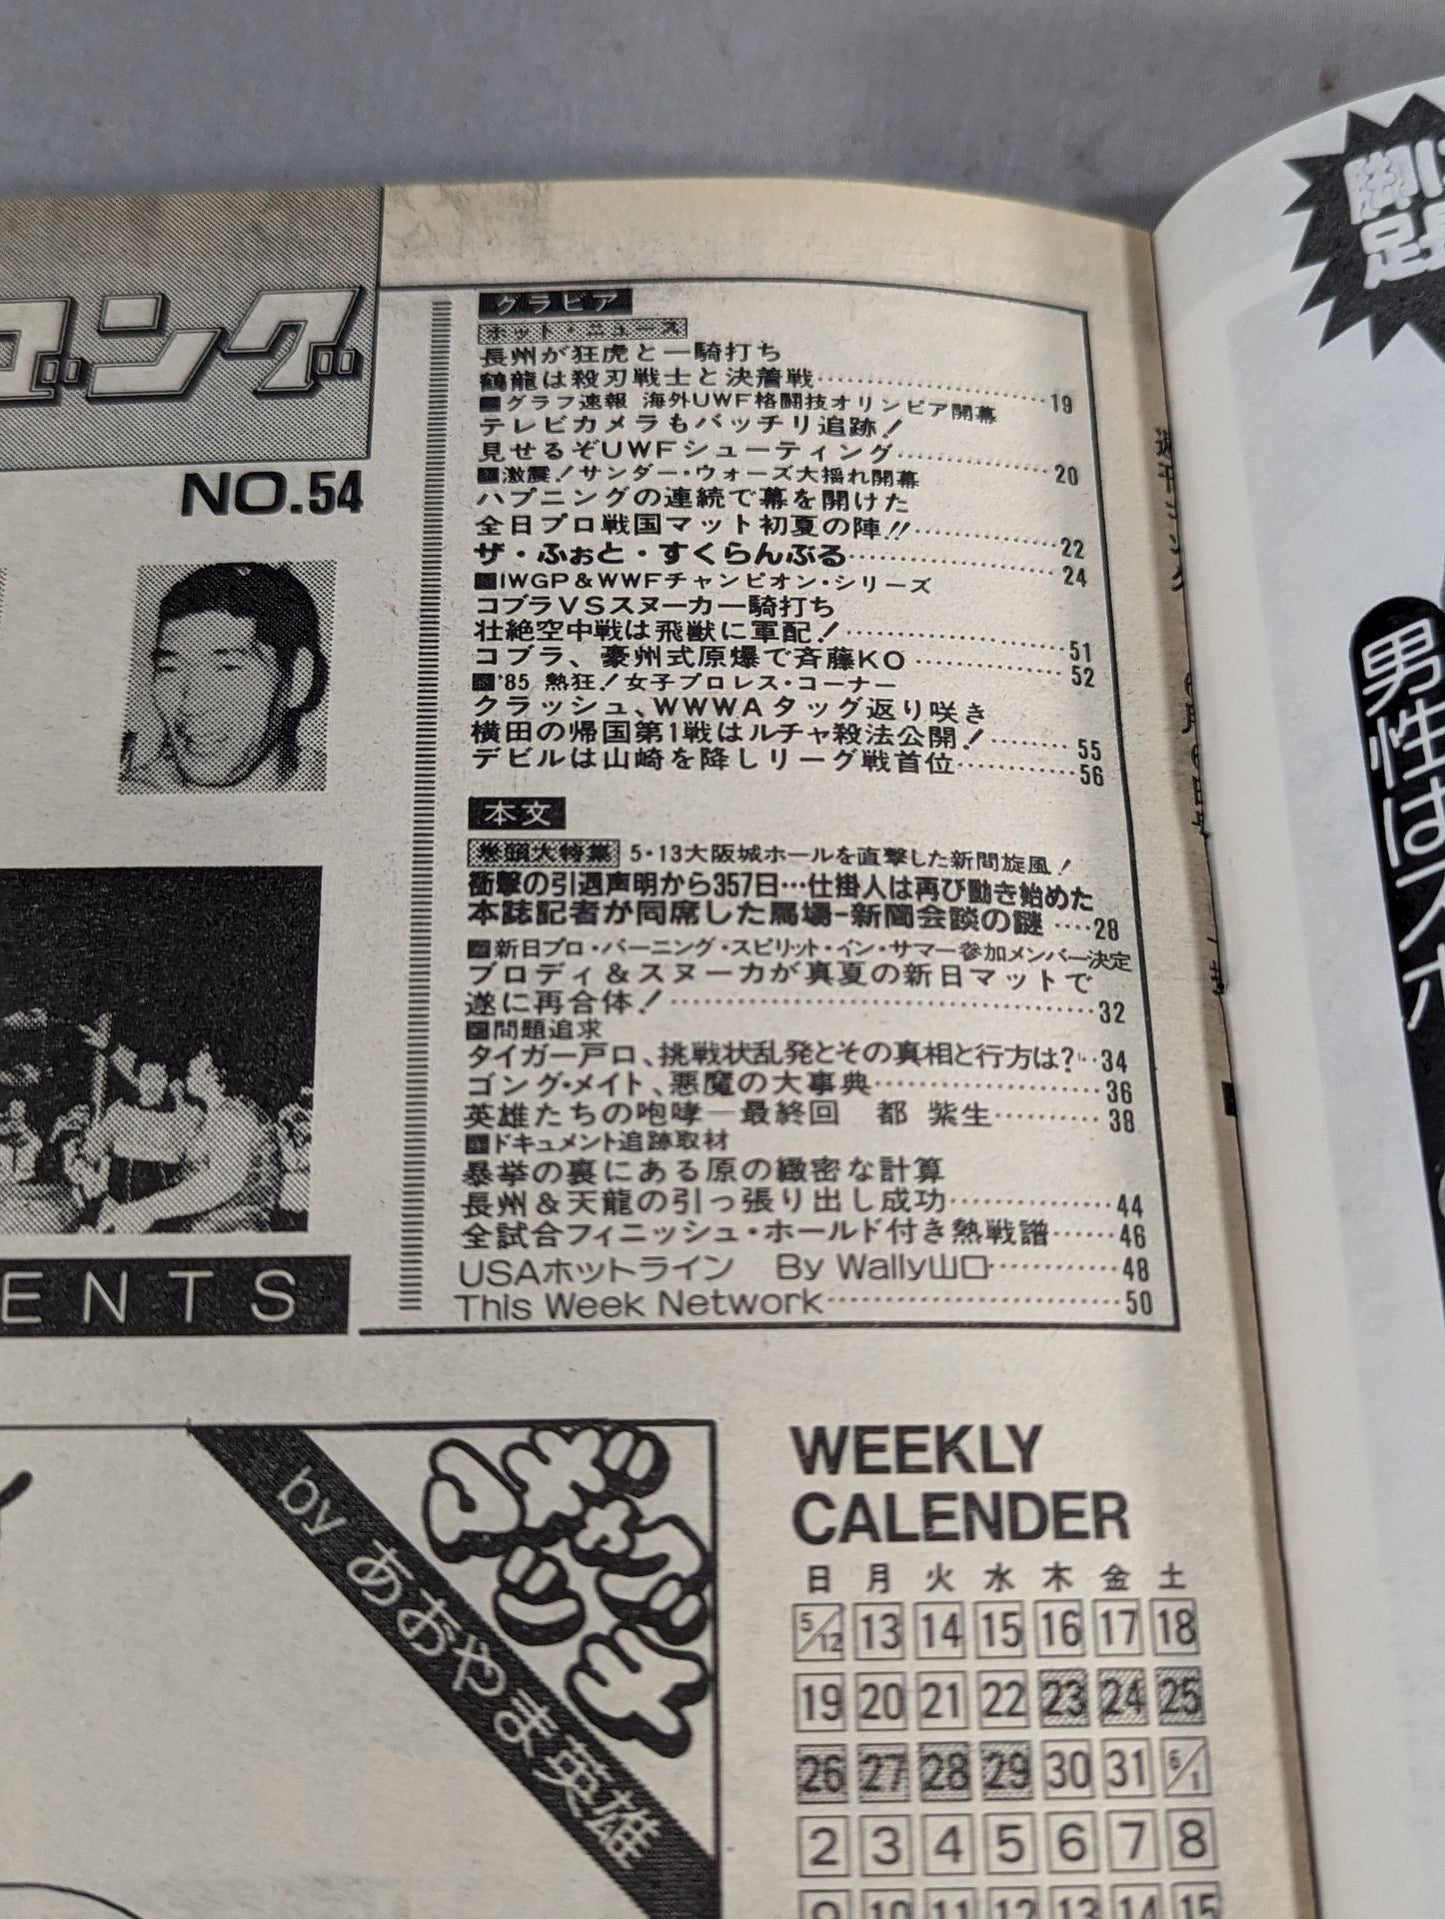 ゴング
NO.54
ENTS
グラビア
ホット・ニュース
長州が狂虎と一騎打ち
鶴龍は殺刃戦士と決着戦……………19
グラフ速報 海外UWF格闘技オリンピア開幕
テレビカメラもバッチリ追跡!
見せるぞUWFシューティング……………20
激震!サンダー・ウォーズ大揺れ開幕
ハプニングの連続で幕を開けた
全日プロ戦国マット初夏の陣!!……………22
ザ・ふぉと・すくらんぶる……………24
IWGP&WWFチャンピオン・シリーズ
コブラVSスヌーカー騎打ち
壮絶空中戦は飛獣に軍配!……………51
コブラ、豪州式原爆で斉藤KO……………52
'85 熱狂!女子プロレス・コーナー
クラッシュ、WWWAタッグ返り咲き
横田の帰国第1戦はルチャ殺法公開!………55
デビルは山崎を降しリーグ戦首位…………56
本文
巻頭大特集 5・13大阪城ホールを直撃した新間旋風!
衝撃の引退声明から357日…仕掛人は再び動き始めた
本誌記者が同席した馬場-新間会談の謎‥‥28
新日プロ・バーニング・スピリット・イン・サマー参加メンバー決定
ブロディ&スヌーカが真夏の新日マットで
遂に再合体!……………………………32
問題追求
タイガー戸口、挑戦状乱発とその真相と行方は?‥34
ゴング・メイト、悪魔の大事典………………36
英雄たちの咆哮―最終回 都 紫生…………38
ドキュメント追跡取材
暴挙の裏にある原の緻密な計算
長州&天龍の引っ張り出し成功……………44
全試合フィニッシュ・ホールド付き熱戦譜……46
USAホットライン By Wally山口…………48
This Week Network……………………50
by あおやま英雄
WEEKLY
CALENDER
日 月 火 水 木 金 土
5/12 13 14 15 16 17 18
19 20 21 22 23 24 25
26 27 28 29 30 31 6/1
2 3 4 5 6 7 8
9 10 11 12 13 14 15
男性はスポ